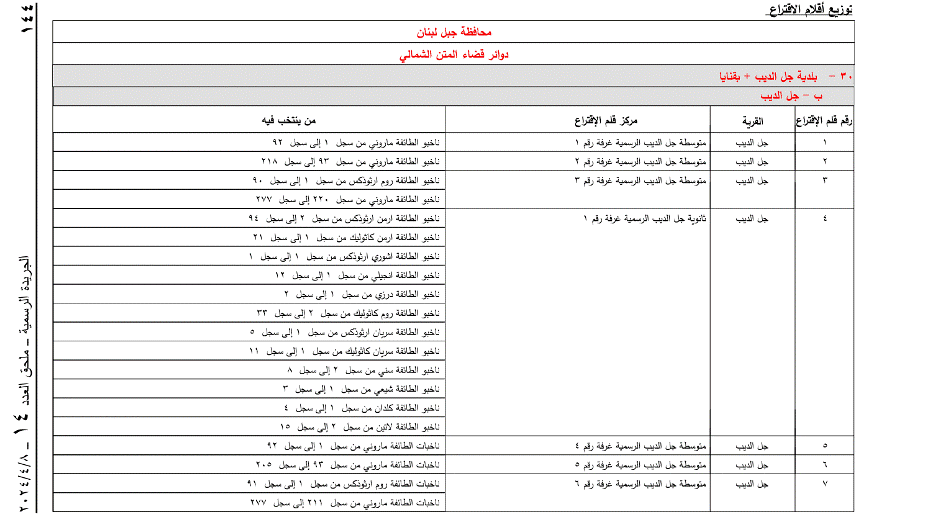 توزيع أقلام الاقتراع
١٤٤
محافظة جبل لبنان
دوائر قضاء المتن الشمالي
٣٠ - بلدية جل الديب + بقنايا
ب - جل الديب
رقم قلم الإقتراع القرية مركز قلم الإقتراع من ينتخب فيه
١ جل الديب متوسطة جل الديب الرسمية غرفة رقم ١ ناخبو الطائفة ماروني من سجل ١ إلى سجل ٩٢
٢ جل الديب متوسطة جل الديب الرسمية غرفة رقم ٢ ناخبو الطائفة ماروني من سجل ٩٣ إلى سجل ٢١٨
٣ جل الديب متوسطة جل الديب الرسمية غرفة رقم ٣ ناخبو الطائفة روم ارثوذكس من سجل ١ إلى سجل ٩٠
ناخبو الطائفة ماروني من سجل ٢٢٠ إلى سجل ٢٧٧
٤ جل الديب ثانوية جل الديب الرسمية غرفة رقم ١ ناخبو الطائفة ارمن ارثوذكس من سجل ٢ إلى سجل ٩٤
ناخبو الطائفة ارمن كاثوليك من سجل ١ إلى سجل ٢١
ناخبو الطائفة اشوري ارثوذكس من سجل ١ إلى سجل ١
ناخبو الطائفة انجيلي من سجل ١ إلى سجل ١٢
ناخبو الطائفة درزي من سجل ١ إلى سجل ٢
ناخبو الطائفة روم كاثوليك من سجل ٢ إلى سجل ٣٣
ناخبو الطائفة سريان ارثوذكس من سجل ١ إلى سجل ٥
ناخبو الطائفة سريان كاثوليك من سجل ١ إلى سجل ١١
ناخبو الطائفة سني من سجل ٢ إلى سجل ٨
ناخبو الطائفة شيعي من سجل ١ إلى سجل ٣
ناخبو الطائفة كلدان من سجل ١ إلى سجل ٤
ناخبو الطائفة لاتين من سجل ٢ إلى سجل ١٥
٥ جل الديب متوسطة جل الديب الرسمية غرفة رقم ٤ ناخبات الطائفة ماروني من سجل ١ إلى سجل ٩٢
٦ جل الديب متوسطة جل الديب الرسمية غرفة رقم ٥ ناخبات الطائفة ماروني من سجل ٩٣ إلى سجل ٢٠٥
٧ جل الديب متوسطة جل الديب الرسمية غرفة رقم ٦ ناخبات الطائفة روم ارثوذكس من سجل ١ إلى سجل ٩١
ناخبات الطائفة ماروني من سجل ٢١١ إلى سجل ٢٧٧
الجريدة الرسمية - ملحق العدد ١٤ - ٢٠٢٤/٤/٨